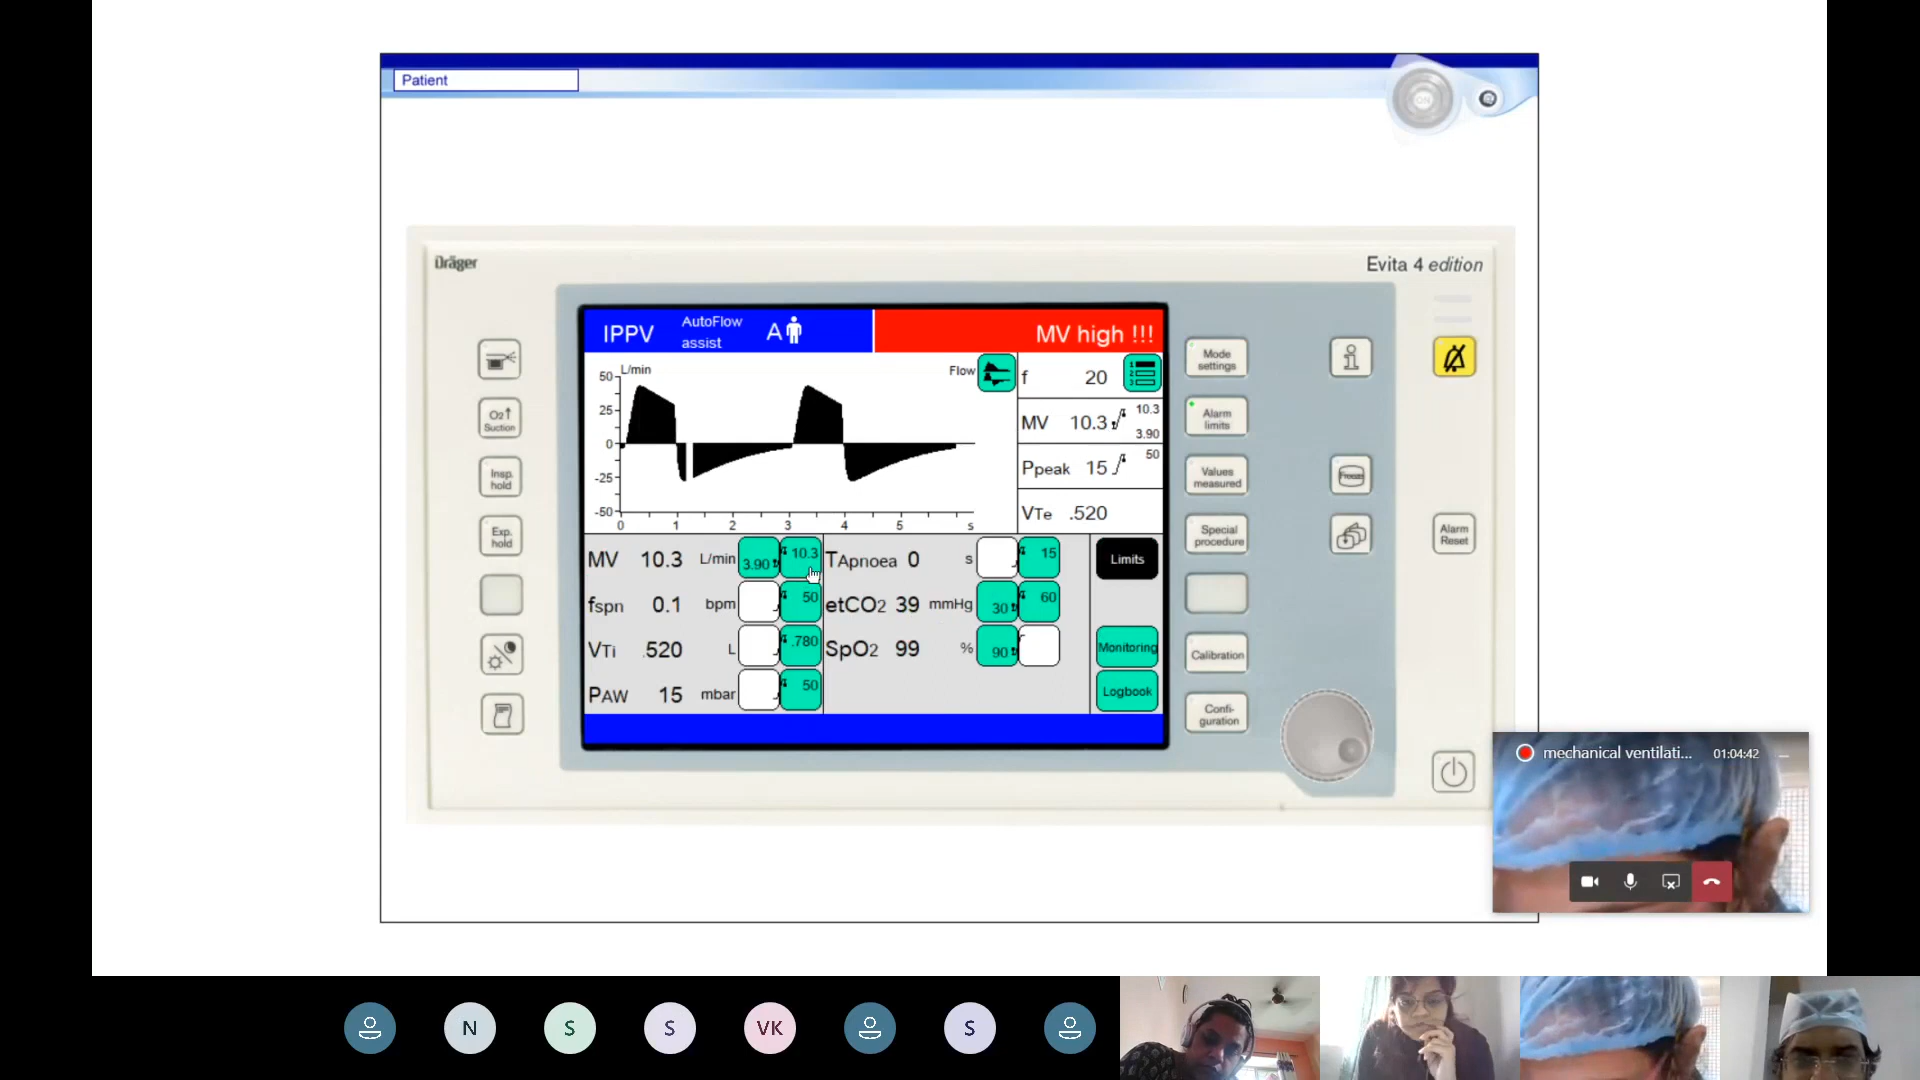 Patient
ON
Dräger
Evita 4 edition
IPPV
AutoFlow
assist
A
MV high !!!
L/min
Flow
50
25
0
-25
-50
0 1 2 3 4 5 s
f 20
MV 10.3 10.3
3.90
Ppeak 15 50
VTe .520
MV 10.3 L/min 3.90 10.3
fspn 0.1 bpm 50
VTi .520 L .780
PAW 15 mbar 50
TApnoea 0 s 15
etCO2 39 mmHg 30 60
SpO2 99 % 90
Limits
Monitoring
Logbook
O2↑
Suction
Insp.
hold
Exp.
hold
Mode
settings
Alarm
limits
Values
measured
Special
procedure
Calibration
Confi-
guration
i
Freeze
Alarm
Reset
mechanical ventilati... 01:04:42
N
S
S
VK
S